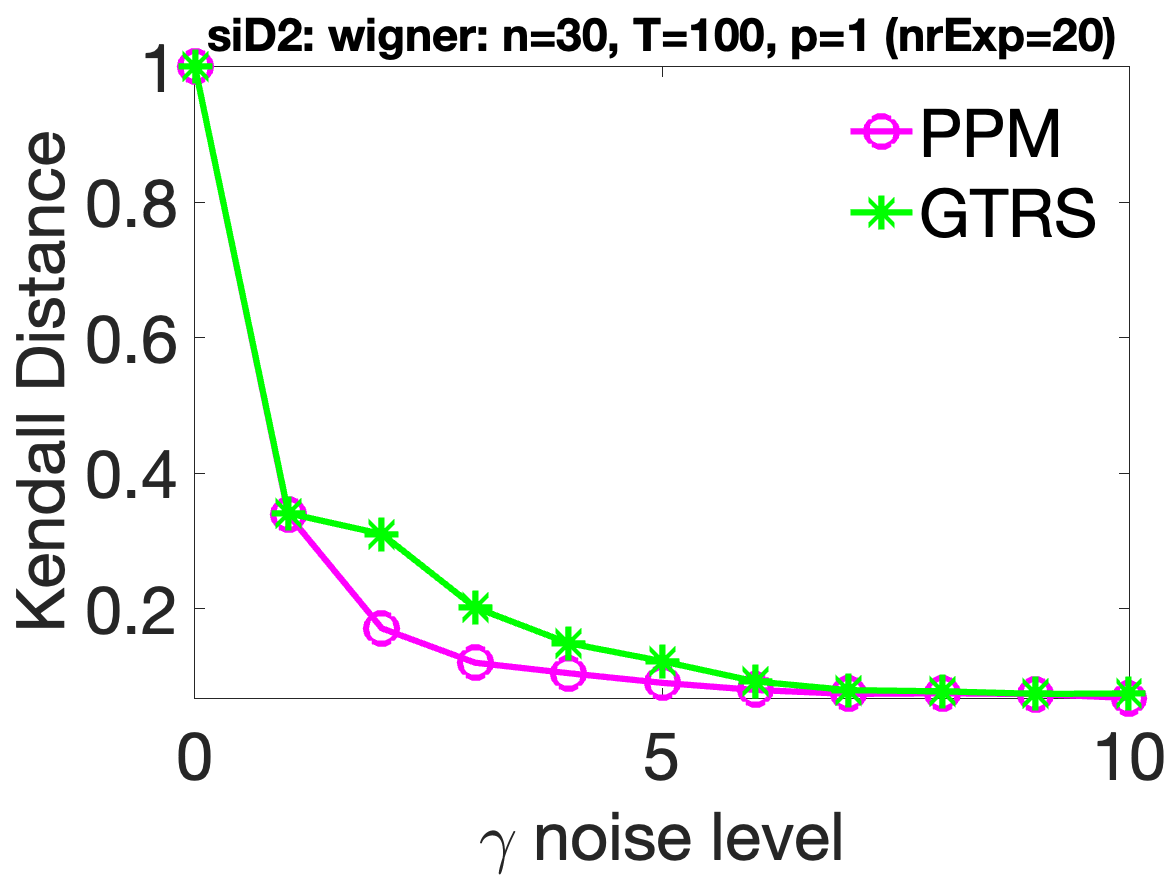 siD2: wigner: n=30, T=100, p=1 (nrExp=20)
PPM
GTRS
Kendall Distance
1
0.8
0.6
0.4
0.2
0
5
10
γ noise level